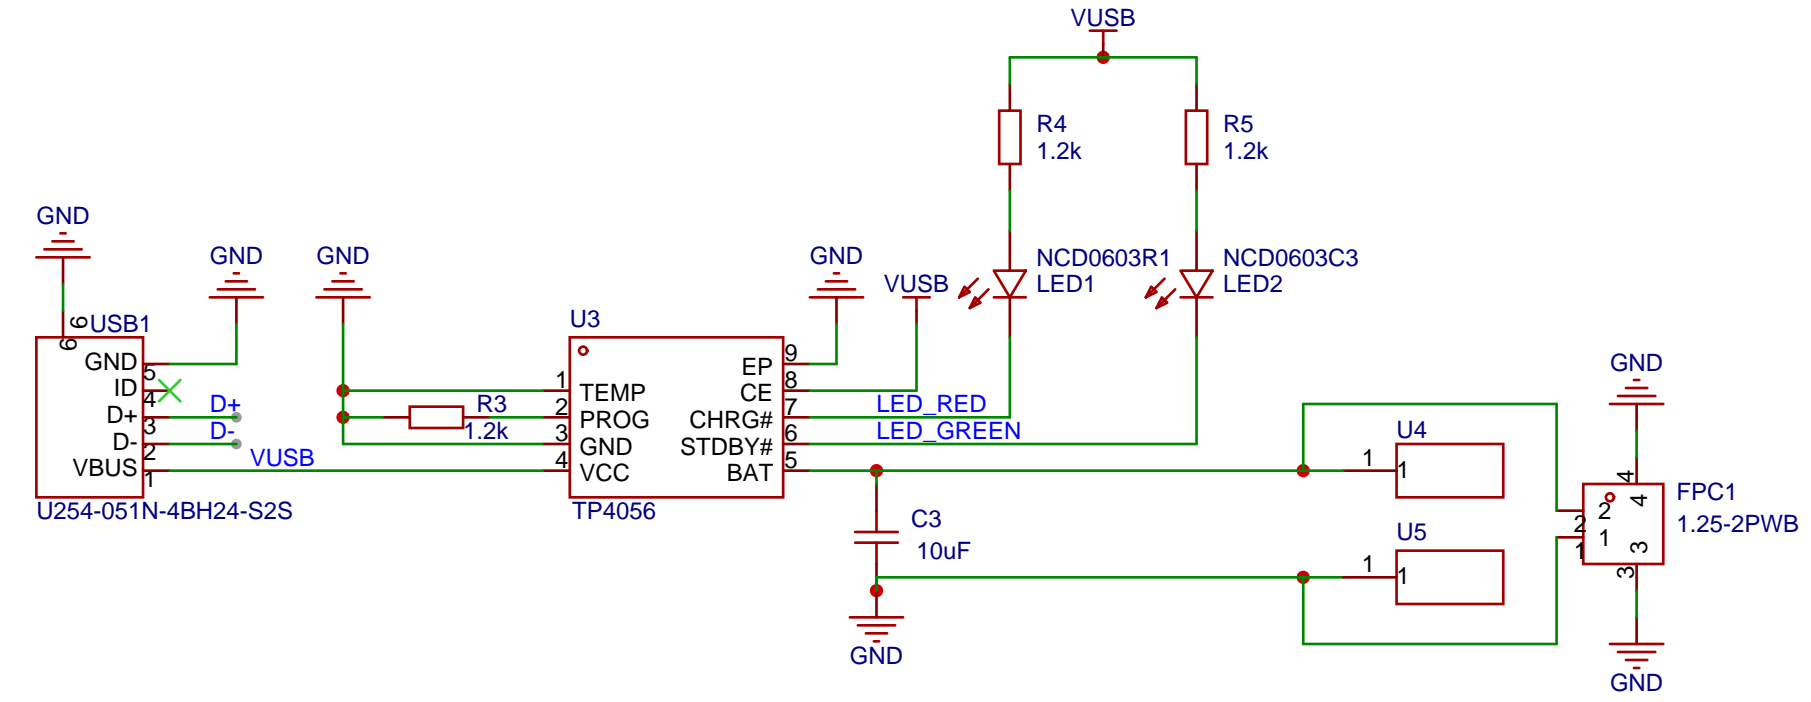 VUSB
R4
1.2k
R5
1.2k
GND
GND
GND
GND
VUSB
NCD0603R1
LED1
NCD0603C3
LED2
6
6
USB1
GND
5
ID
4
D+
3
D-
2
VBUS
1
U254-051N-4BH24-S2S
D+
D-
VUSB
R3
1.2k
U3
1
TEMP
2
PROG
3
GND
4
VCC
EP
9
CE
8
CHRG#
7
STDBY#
6
BAT
5
TP4056
LED_RED
LED_GREEN
C3
10uF
GND
U4
1
1
U5
1
1
GND
4
4
2
2
1
1
3
3
FPC1
1.25-2PWB
GND